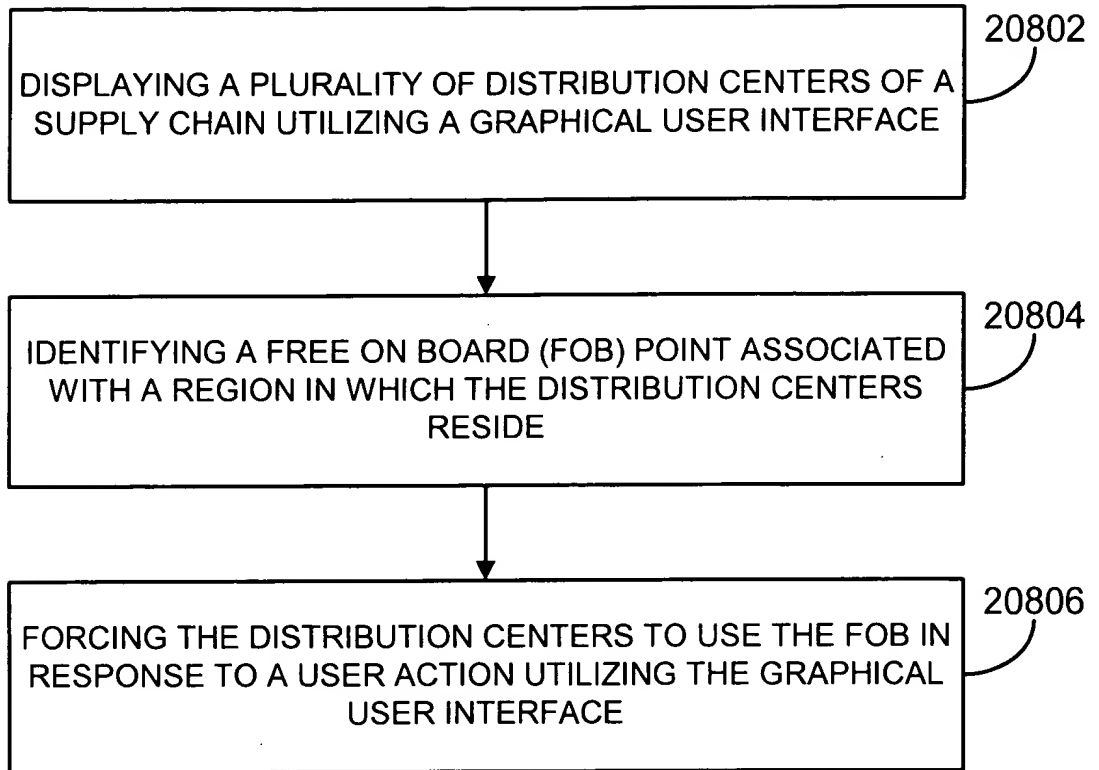 20802
DISPLAYING A PLURALITY OF DISTRIBUTION CENTERS OF A
SUPPLY CHAIN UTILIZING A GRAPHICAL USER INTERFACE
20804
IDENTIFYING A FREE ON BOARD (FOB) POINT ASSOCIATED
WITH A REGION IN WHICH THE DISTRIBUTION CENTERS
RESIDE
20806
FORCING THE DISTRIBUTION CENTERS TO USE THE FOB IN
RESPONSE TO A USER ACTION UTILIZING THE GRAPHICAL
USER INTERFACE